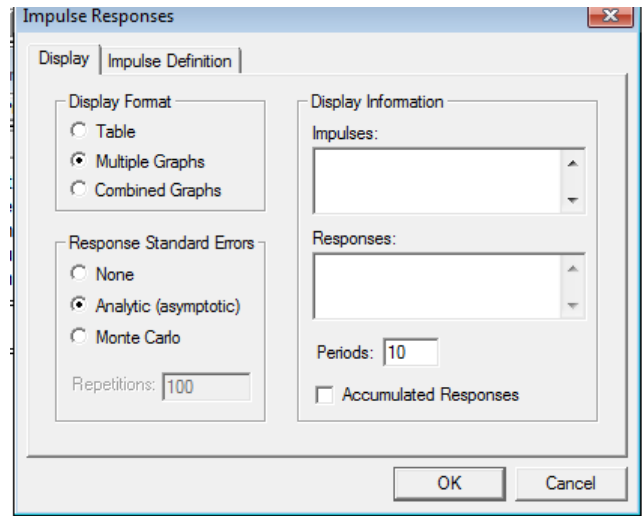 Impulse Responses
Display
Impulse Definition
Display Format
Table
Multiple Graphs
Combined Graphs
Response Standard Errors
None
Analytic (asymptotic)
Monte Carlo
Repetitions: 100
Display Information
Impulses:
Responses:
Periods: 10
Accumulated Responses
OK
Cancel